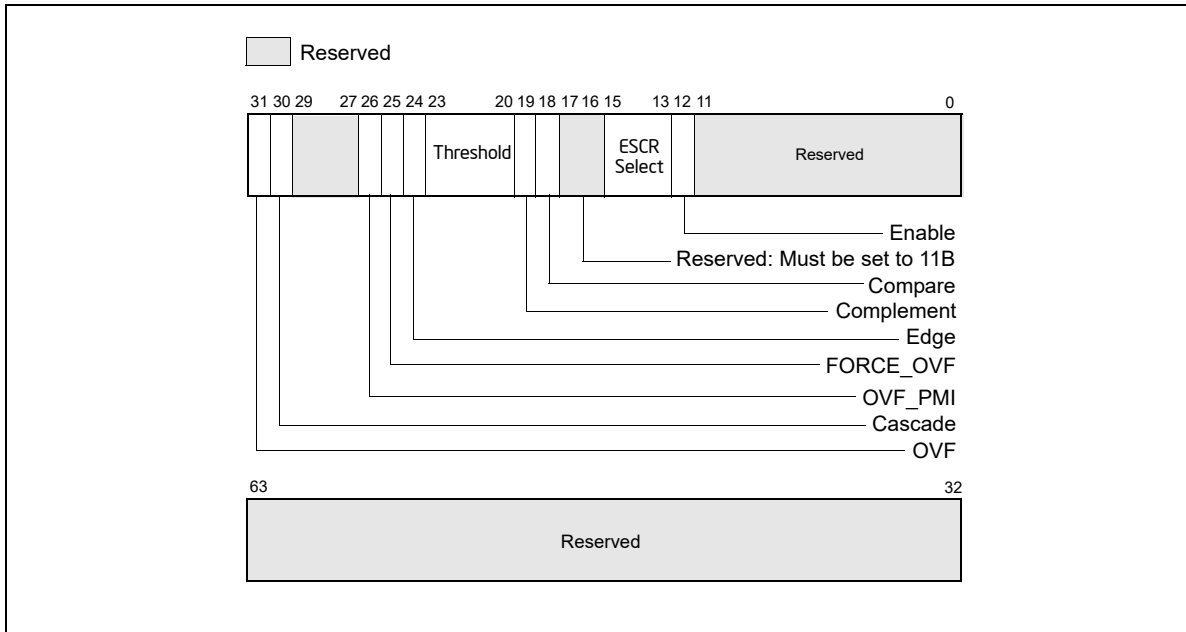 Reserved
31 30 29 27 26 25 24 23 20 19 18 17 16 15 13 12 11 0
Threshold
ESCR
Select
Reserved
Enable
Reserved: Must be set to 11B
Compare
Complement
Edge
FORCE_OVF
OVF_PMI
Cascade
OVF
63 32
Reserved